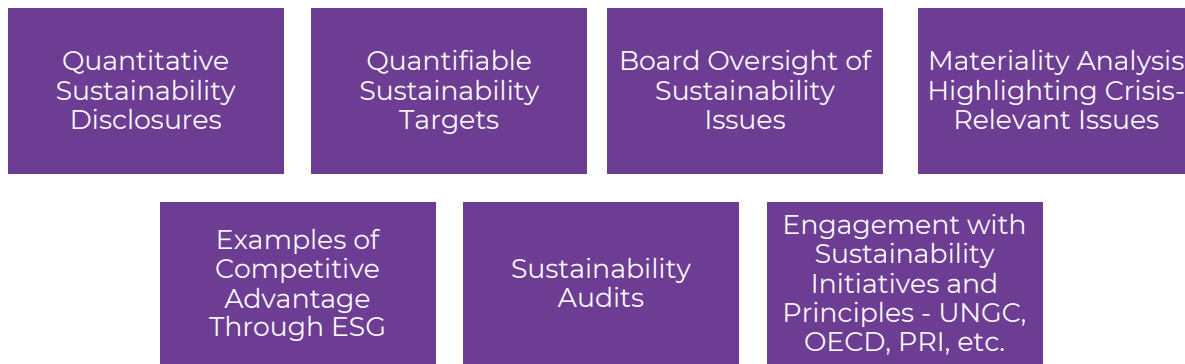 Quantitative
Sustainability
Disclosures
Quantifiable
Sustainability
Targets
Board Oversight of
Sustainability
Issues
Materiality Analysis
Highlighting Crisis-
Relevant Issues
Examples of
Competitive
Advantage
Through ESG
Sustainability
Audits
Engagement with
Sustainability
Initiatives and
Principles - UNGC,
OECD, PRI, etc.